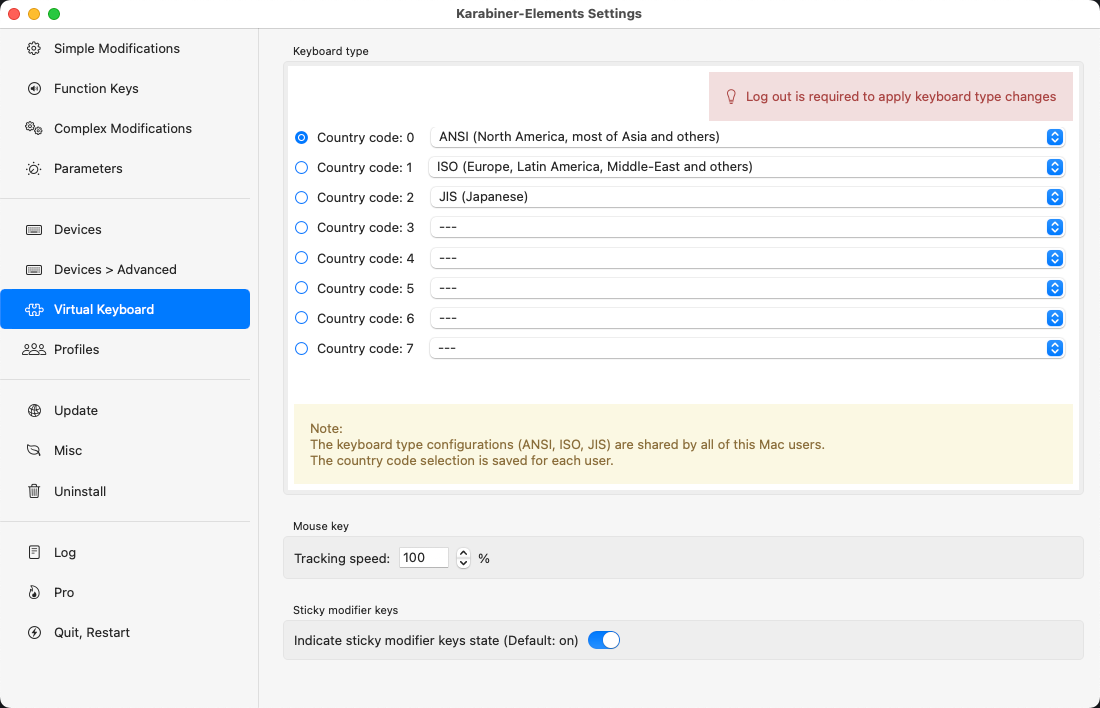 Karabiner-Elements Settings
Simple Modifications
Function Keys
Complex Modifications
Parameters
Devices
Devices > Advanced
Virtual Keyboard
Profiles
Update
Misc
Uninstall
Log
Pro
Quit, Restart
Keyboard type
Log out is required to apply keyboard type changes
Country code: 0 ANSI (North America, most of Asia and others)
Country code: 1 ISO (Europe, Latin America, Middle-East and others)
Country code: 2 JIS (Japanese)
Country code: 3 ---
Country code: 4 ---
Country code: 5 ---
Country code: 6 ---
Country code: 7 ---
Note:
The keyboard type configurations (ANSI, ISO, JIS) are shared by all of this Mac users.
The country code selection is saved for each user.
Mouse key
Tracking speed: 100 %
Sticky modifier keys
Indicate sticky modifier keys state (Default: on)